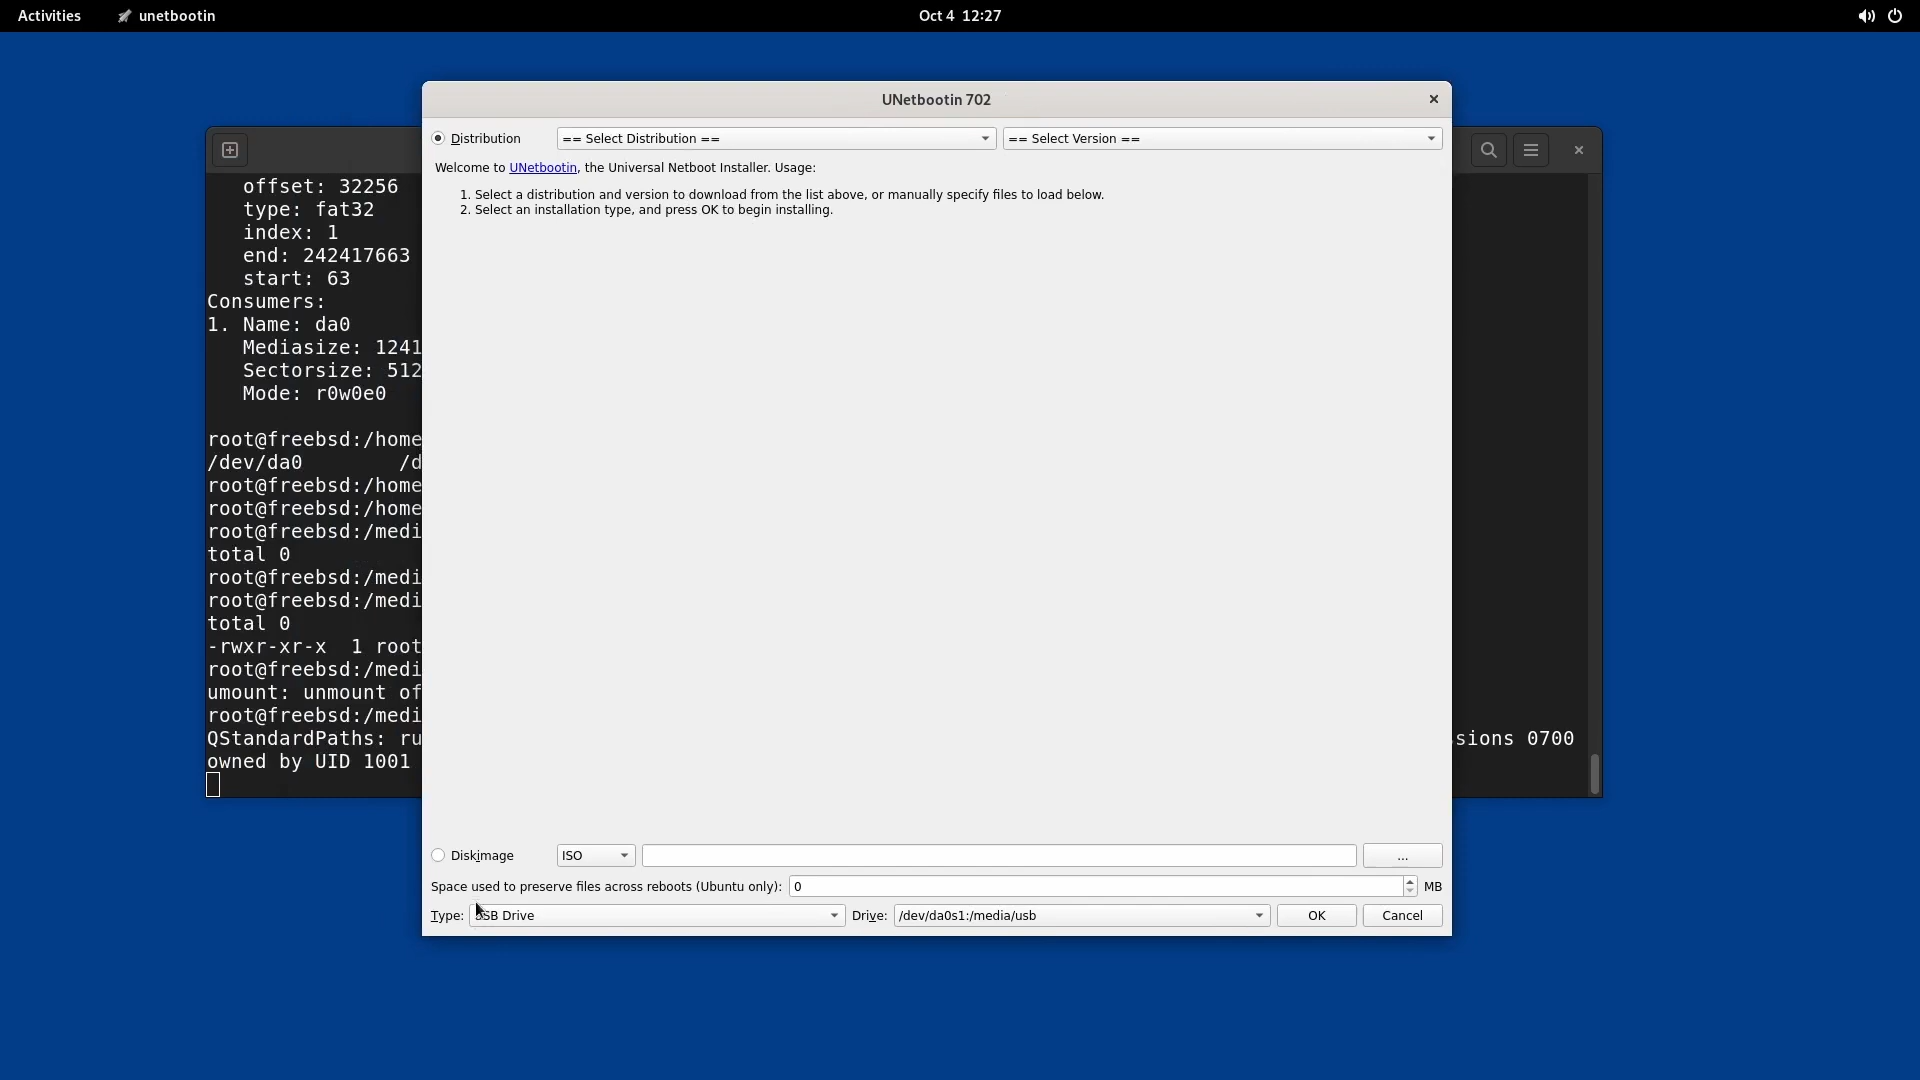 Activities
unetbootin
Oct 4 12:27
UNetbootin 702
Distribution
== Select Distribution ==
== Select Version ==
Welcome to UNetbootin, the Universal Netboot Installer. Usage:
1. Select a distribution and version to download from the list above, or manually specify files to load below.
2. Select an installation type, and press OK to begin installing.
offset: 32256
type: fat32
index: 1
end: 242417663
start: 63
Consumers:
1. Name: da0
Mediasize: 1241
Sectorsize: 512
Mode: r0w0e0
root@freebsd:/home
/dev/da0 /d
root@freebsd:/home
root@freebsd:/home
root@freebsd:/medi
total 0
root@freebsd:/medi
root@freebsd:/medi
total 0
-rwxr-xr-x 1 root
root@freebsd:/medi
umount: unmount of
root@freebsd:/medi
QStandardPaths: ru
ssions 0700
owned by UID 1001
Diskimage
ISO
...
Space used to preserve files across reboots (Ubuntu only):
0
MB
Type:
USB Drive
Drive:
/dev/da0s1:/media/usb
OK
Cancel